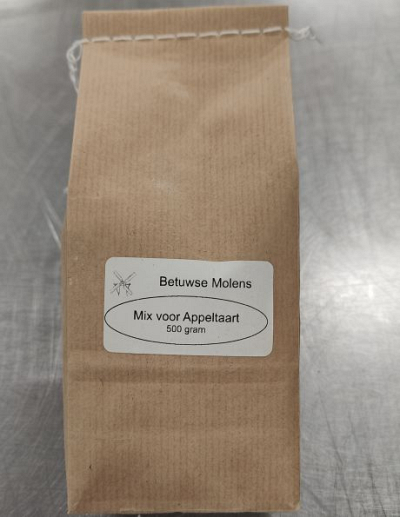 Betuwse Molens
Mix voor Appeltaart
500 gram